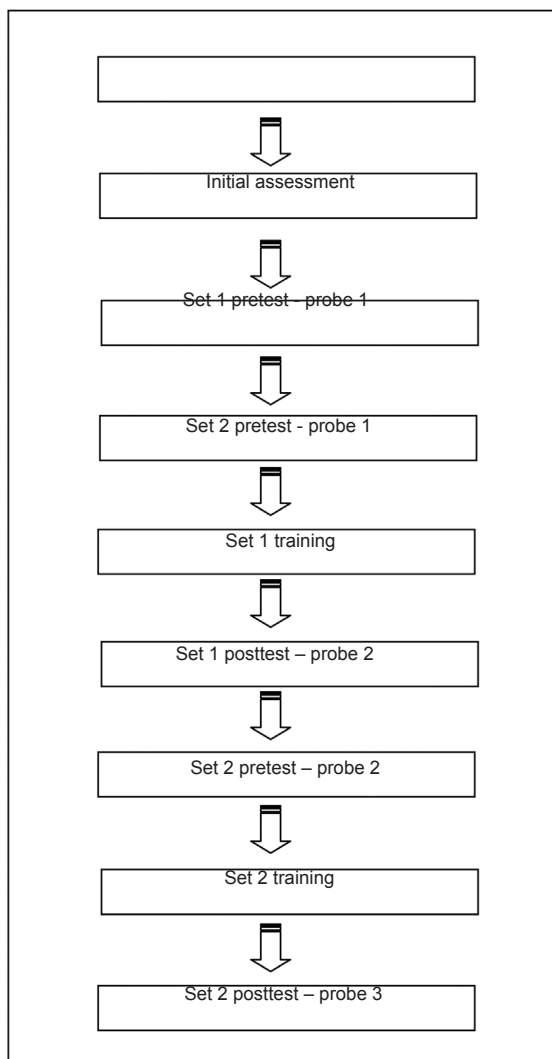 Initial assessment
Set 1 pretest - probe 1
Set 2 pretest - probe 1
Set 1 training
Set 1 posttest – probe 2
Set 2 pretest – probe 2
Set 2 training
Set 2 posttest – probe 3